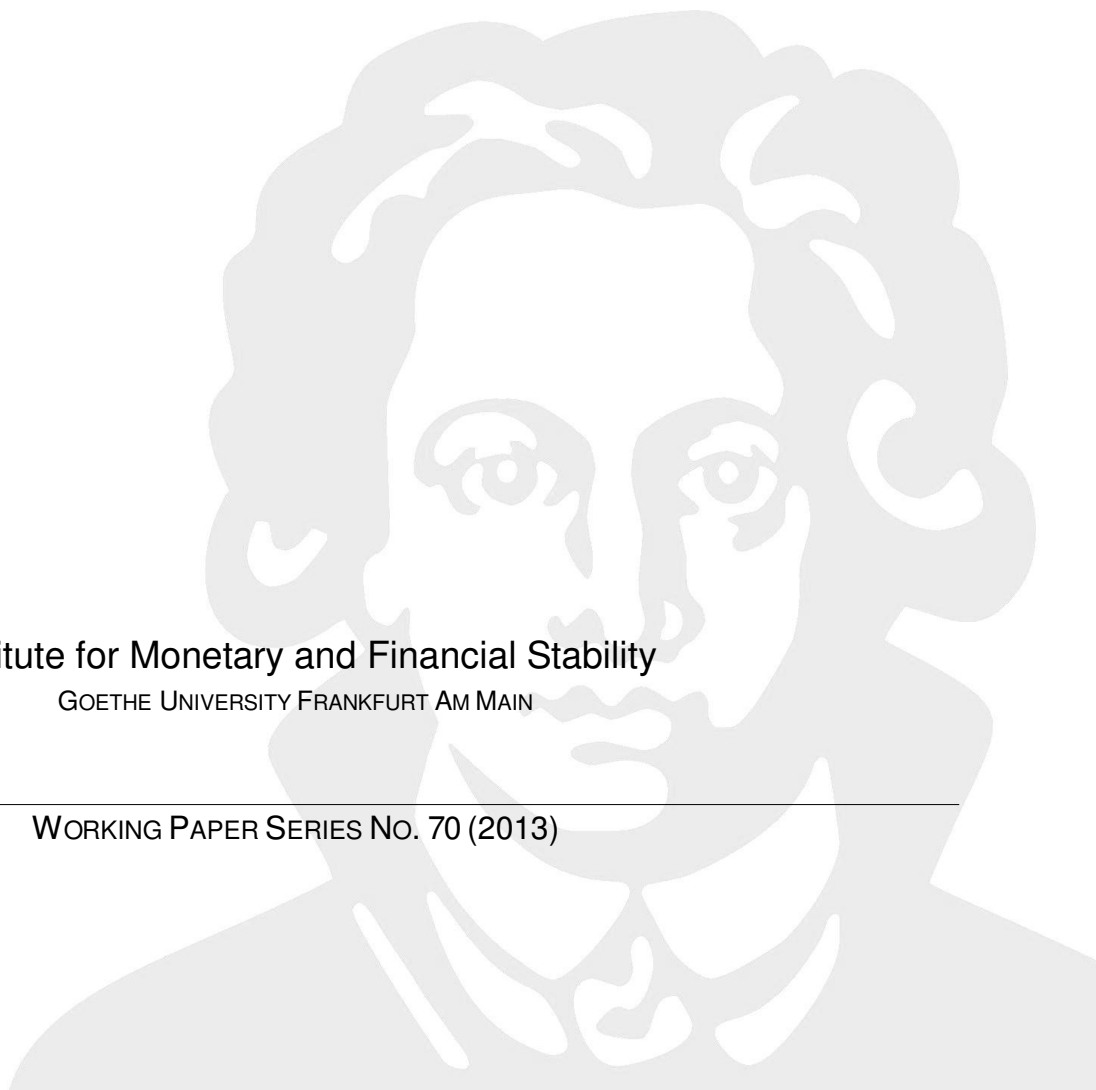 itute for Monetary and Financial Stability
GOETHE UNIVERSITY FRANKFURT AM MAIN
WORKING PAPER SERIES NO. 70 (2013)